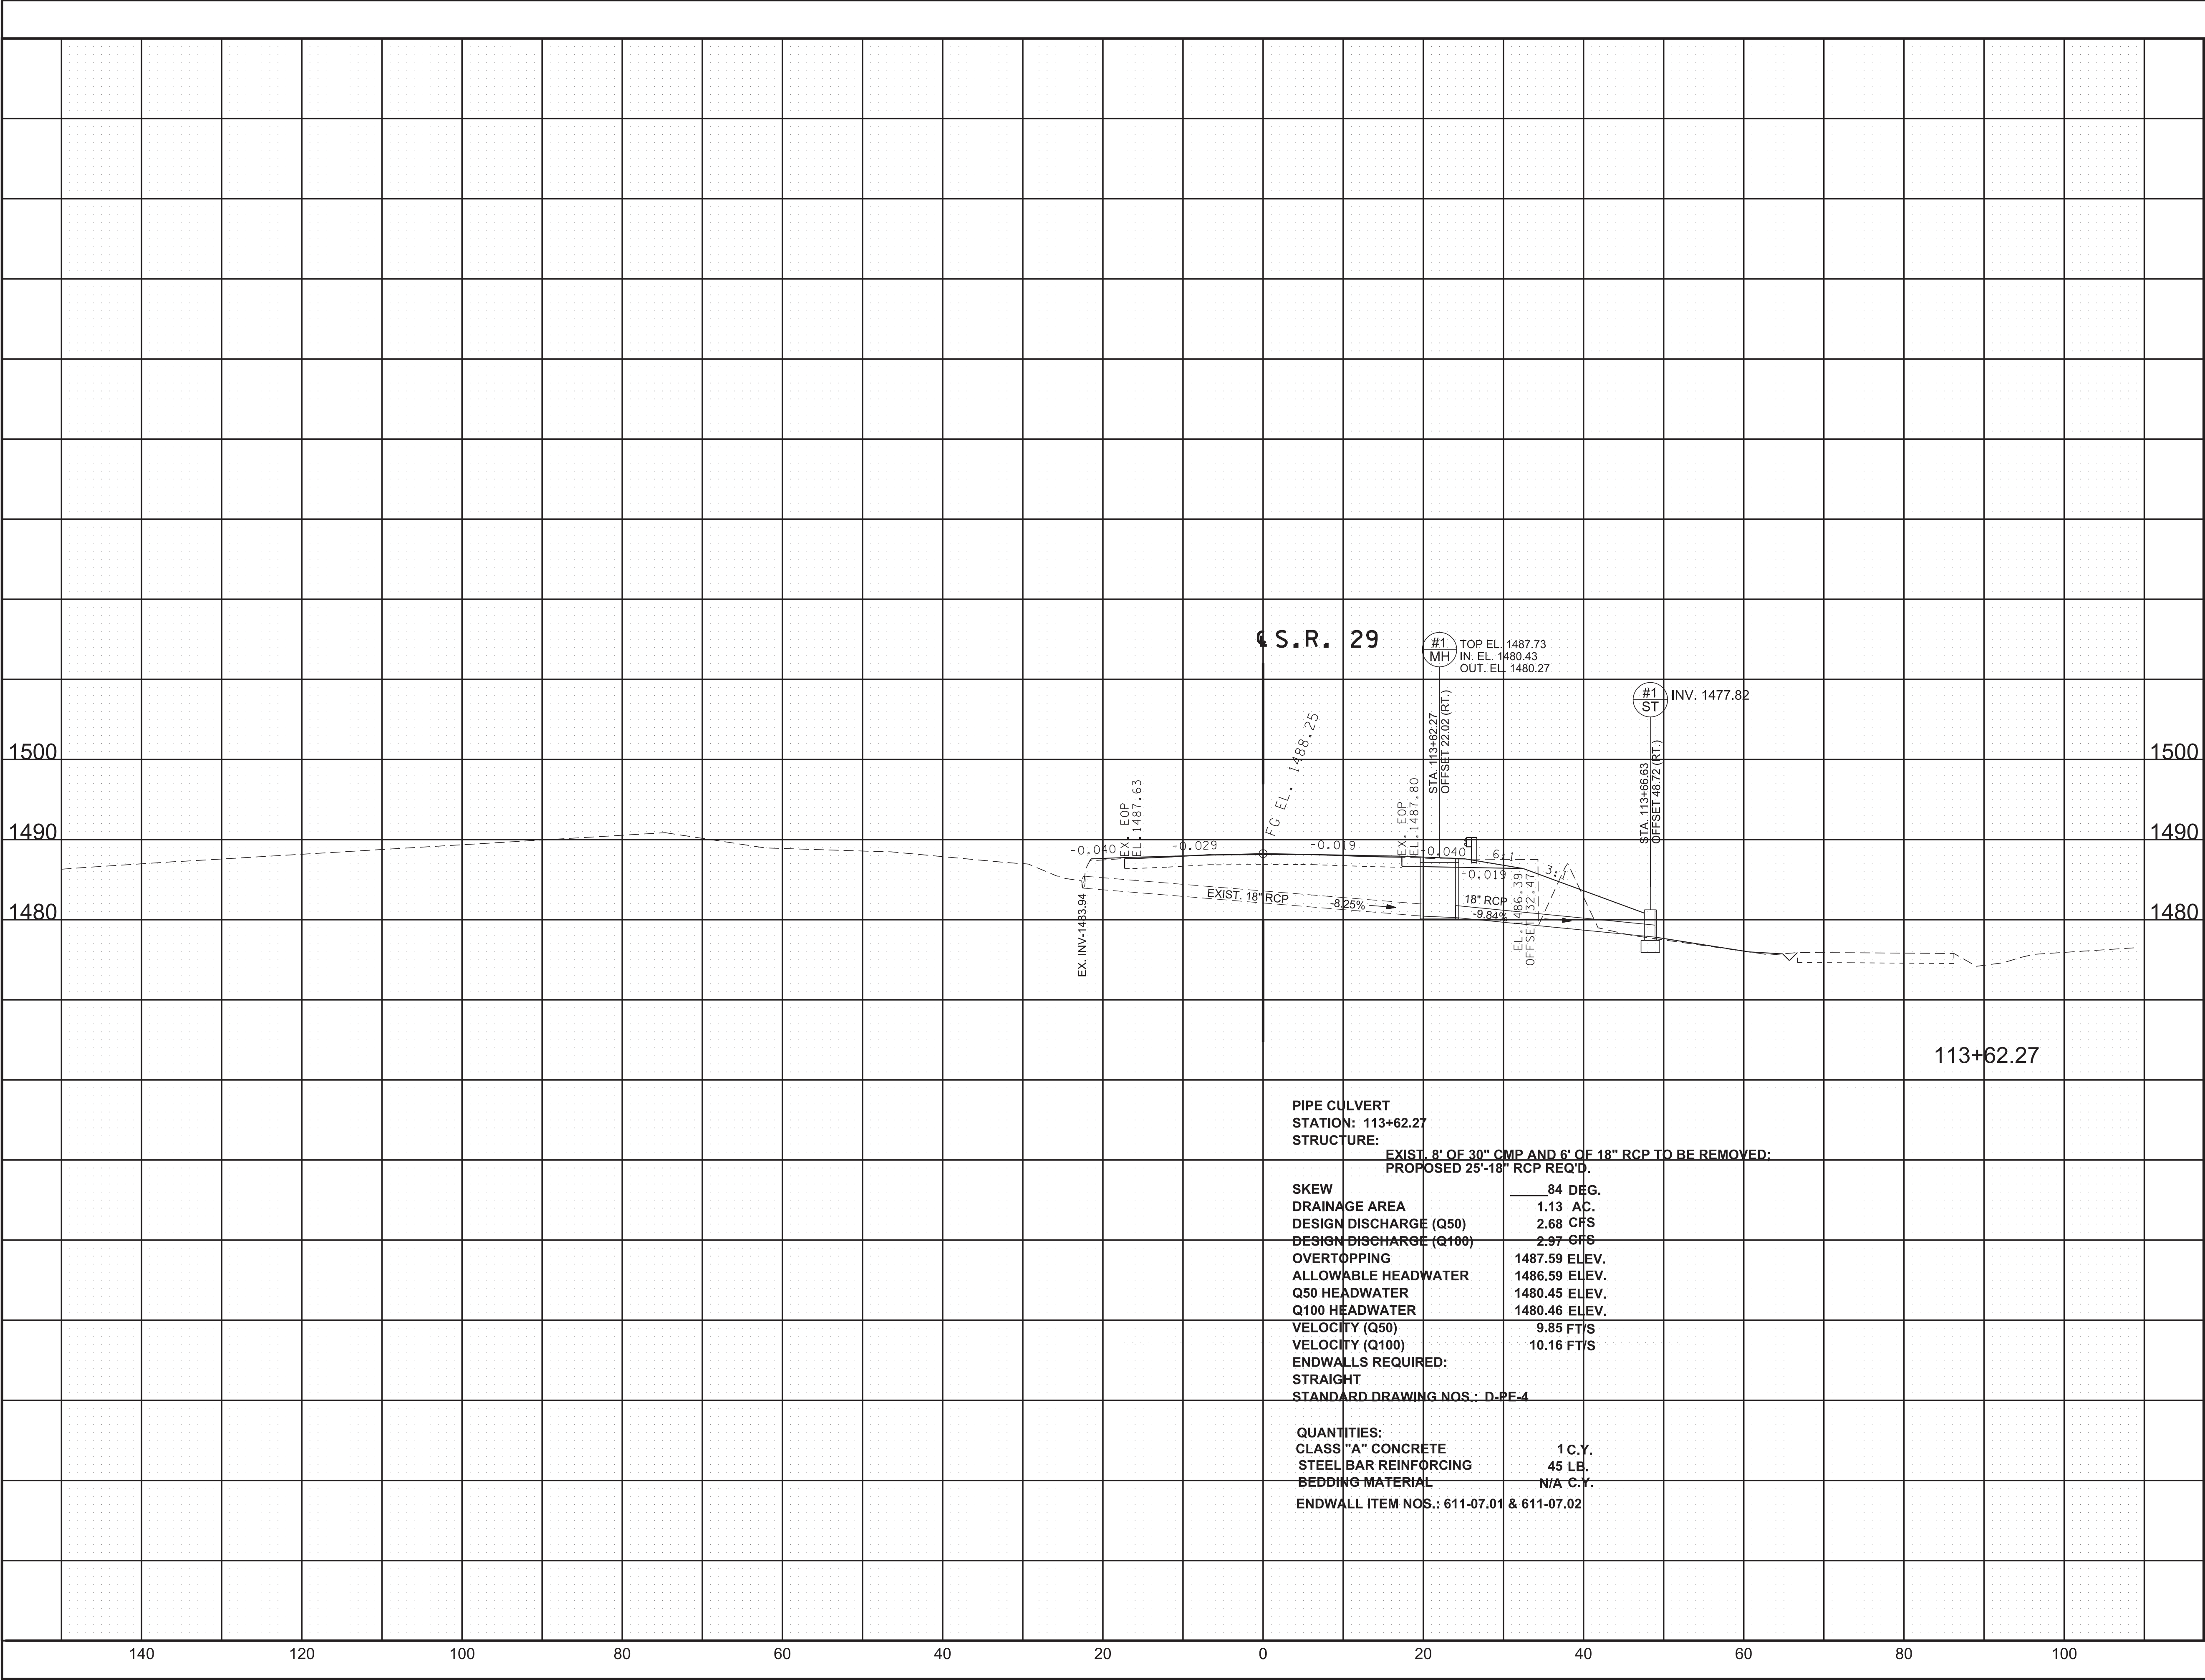 ℄ S.R. 29
#1
MH
TOP EL. 1487.73
IN. EL. 1480.43
OUT. EL. 1480.27
#1
ST
INV. 1477.82
STA. 113+62.27
OFFSET 22.02 (RT.)
STA. 113+66.63
OFFSET 48.72 (RT.)
FG EL. 1488.25
1500
1500
EX. EOP
EL.1487.63
EX. EOP
EL.1487.80
1490
1490
-0.040
-0.029
-0.019
-0.040
6:1
-0.019
3:1
EL. 1486.39
OFFSET 32.47
EXIST. 18" RCP
-8.25%
18" RCP
-9.84%
1480
1480
EX. INV-1483.94
113+62.27
PIPE CULVERT
STATION: 113+62.27
STRUCTURE:
EXIST. 8' OF 30" CMP AND 6' OF 18" RCP TO BE REMOVED;
PROPOSED 25'-18" RCP REQ'D.
SKEW 84 DEG.
DRAINAGE AREA 1.13 AC.
DESIGN DISCHARGE (Q50) 2.68 CFS
DESIGN DISCHARGE (Q100) 2.97 CFS
OVERTOPPING 1487.59 ELEV.
ALLOWABLE HEADWATER 1486.59 ELEV.
Q50 HEADWATER 1480.45 ELEV.
Q100 HEADWATER 1480.46 ELEV.
VELOCITY (Q50) 9.85 FT/S
VELOCITY (Q100) 10.16 FT/S
ENDWALLS REQUIRED:
STRAIGHT
STANDARD DRAWING NOS.: D-PE-4
QUANTITIES:
CLASS "A" CONCRETE 1 C.Y.
STEEL BAR REINFORCING 45 LB.
BEDDING MATERIAL N/A C.Y.
ENDWALL ITEM NOS.: 611-07.01 & 611-07.02
140 120 100 80 60 40 20 0 20 40 60 80 100